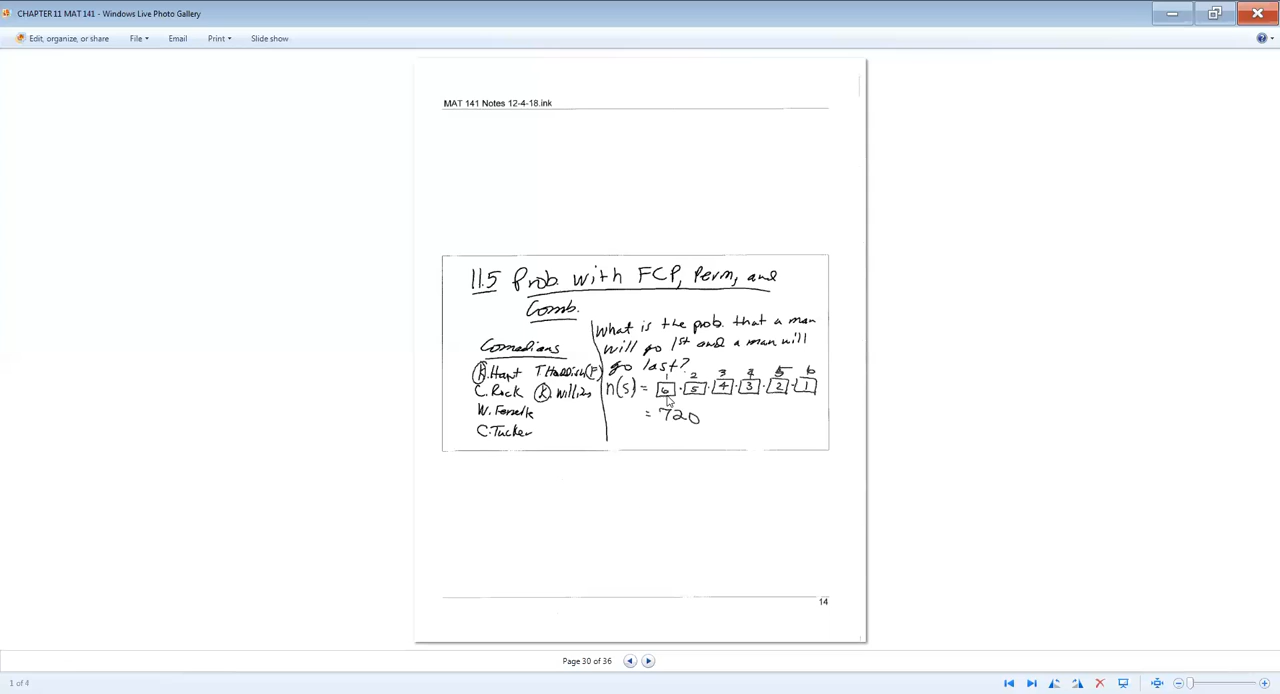 CHAPTER 11 MAT 141 - Windows Live Photo Gallery
Edit, organize, or share File Email Print Slide show
MAT 141 Notes 12-4-18.ink
11.5 Prob. with FCP, Perm, and
Comb.
Comedians
K. Hart T Haddish(F)
C. Rock K. Willims
W. Ferrelle
C. Tucker
What is the prob. that a man
will go 1st and a man will
go last?
1 2 3 4 5 6
n(s) = 6 · 5 · 4 · 3 · 2 · 1
= 720
14
Page 30 of 36
1 of 4